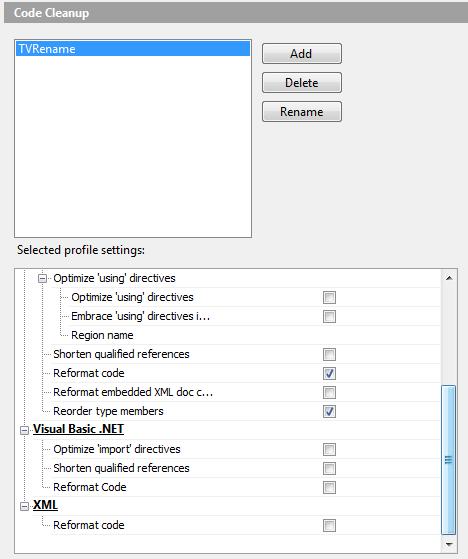 Code Cleanup
TVRename
Add
Delete
Rename
Selected profile settings:
Optimize 'using' directives
Optimize 'using' directives
Embrace 'using' directives i...
Region name
Shorten qualified references
Reformat code
Reformat embedded XML doc c...
Reorder type members
Visual Basic .NET
Optimize 'import' directives
Shorten qualified references
Reformat Code
XML
Reformat code